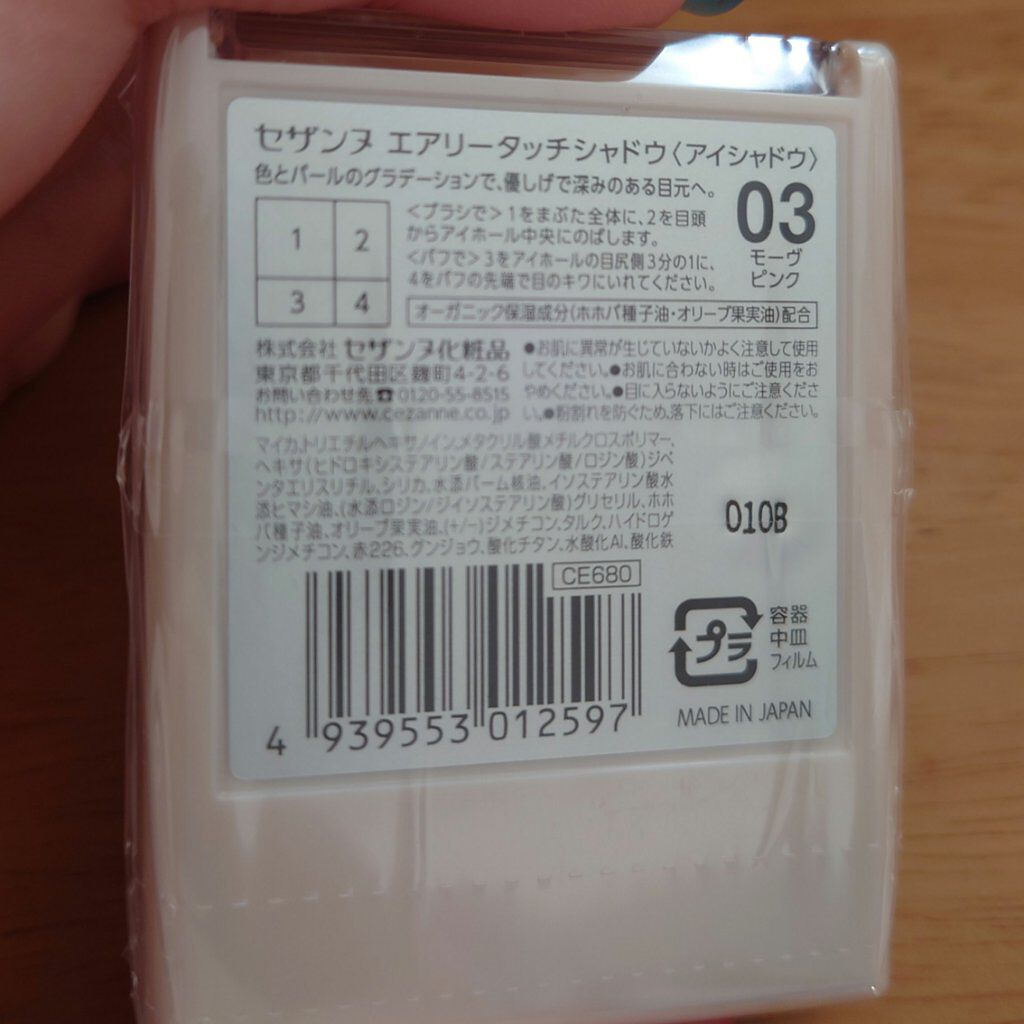 セザンヌ エアリータッチシャドウ〈アイシャドウ〉
色とパールのグラデーションで、優しげで深みのある目元へ。
03
モーヴ
ピンク
1 2
3 4
<ブラシで>1をまぶた全体に、2を目頭
からアイホール中央にのばします。
<パフで>3をアイホールの目尻側3分の1に、
4をパフの先端で目のキワにいれてください。
オーガニック保湿成分(ホホバ種子油・オリーブ果実油)配合
株式会社 セザンヌ化粧品
東京都千代田区麹町4-2-6
お問い合わせ先☎0120-55-8515
http://www.cezanne.co.jp
●お肌に異常が生じていないかよく注意して使用
してください。●お肌に合わない時はご使用をお
やめください。●目に入らないようにご注意くださ
い。●粉割れを防ぐため、落下にはご注意ください。
マイカ、トリエチルヘキサノイン、メタクリル酸メチルクロスポリマー、
ヘキサ(ヒドロキシステアリン酸/ステアリン酸/ロジン酸)ジペ
ンタエリスリチル、シリカ、水添パーム核油、イソステアリン酸水
添ヒマシ油、(水添ロジン/ジイソステアリン酸)グリセリル、ホホ
バ種子油、オリーブ果実油、(+/-)ジメチコン、タルク、ハイドロゲ
ンジメチコン、赤226、グンジョウ、酸化チタン、水酸化Al、酸化鉄
010B
CE680
4 939553 012597
プラ
容器
中皿
フィルム
MADE IN JAPAN